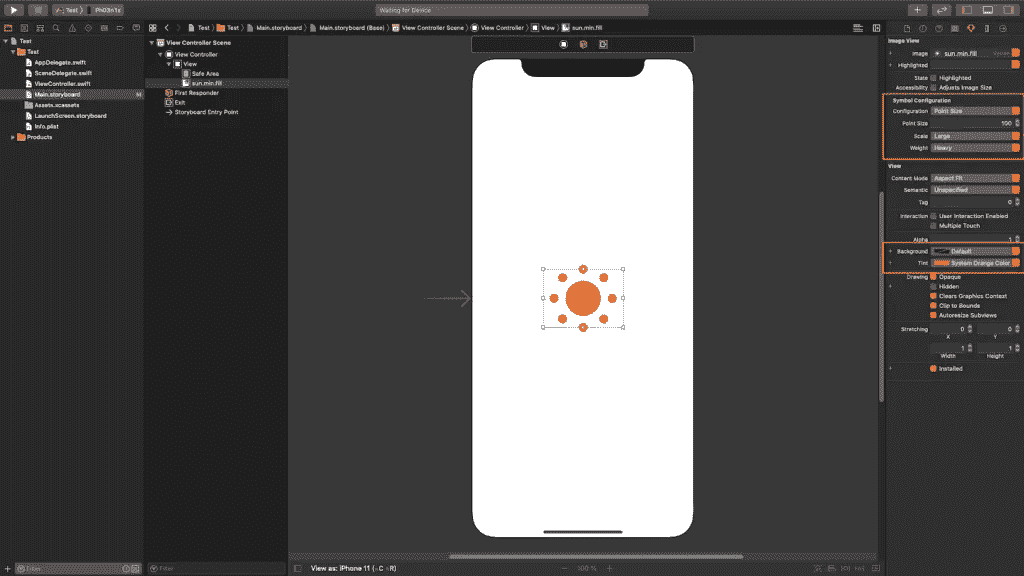 Test
Ph03n1x
Waiting for Device
Test
Test
Main.storyboard
Main.storyboard (Base)
View Controller Scene
View Controller
View
sun.min.fill
Test
Test
AppDelegate.swift
SceneDelegate.swift
ViewController.swift
Main.storyboard
M
Assets.xcassets
LaunchScreen.storyboard
Info.plist
Products
View Controller Scene
View Controller
View
Safe Area
sun.min.fill
First Responder
Exit
Storyboard Entry Point
Image View
Image
sun.min.fill
Highlighted
State
Highlighted
Accessibility
Adjusts Image Size
Symbol Configuration
Configuration
Point Size
Point Size
100
Scale
Large
Weight
Heavy
View
Content Mode
Aspect Fit
Semantic
Unspecified
Tag
0
Interaction
User Interaction Enabled
Multiple Touch
Alpha
1
Background
Default
Tint
System Orange Color
Drawing
Opaque
Hidden
Clears Graphics Context
Clip to Bounds
Autoresize Subviews
Stretching
0
0
X
Y
1
1
Width
Height
Installed
Filter
Filter
View as: iPhone 11 (
C
R)
100 %